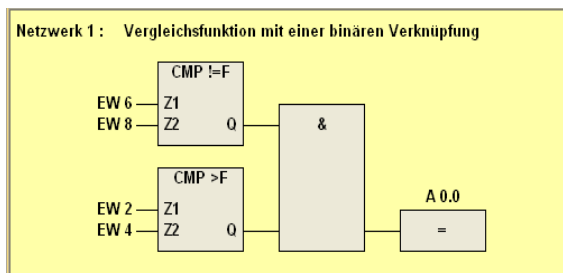 Netzwerk 1 : Vergleichsfunktion mit einer binären Verknüpfung
CMP !=F
EW 6 Z1
EW 8 Z2 Q
&
CMP >F
EW 2 Z1
EW 4 Z2 Q
A 0.0
=